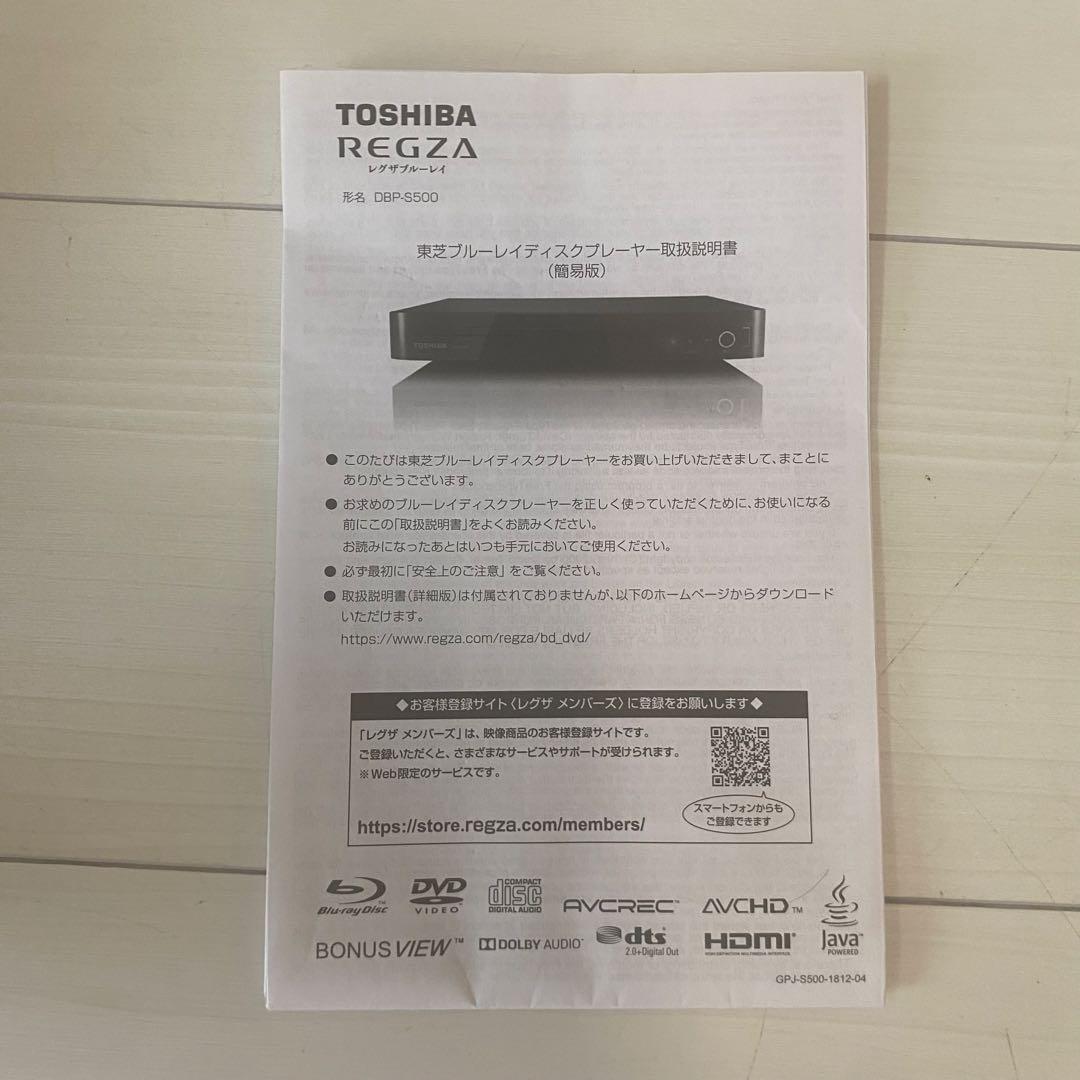 TOSHIBA
REGZA
レグザブルーレイ
形名 DBP-S500
東芝ブルーレイディスクプレーヤー取扱説明書
(簡易版)
TOSHIBA
● このたびは東芝ブルーレイディスクプレーヤーをお買い上げいただきまして、まことに
ありがとうございます。
● お求めのブルーレイディスクプレーヤーを正しく使っていただくために、お使いになる
前にこの「取扱説明書」をよくお読みください。
お読みになったあとはいつも手元においてご使用ください。
● 必ず最初に「安全上のご注意」をご覧ください。
● 取扱説明書(詳細版)は付属されておりませんが、以下のホームページからダウンロード
いただけます。
https://www.regza.com/regza/bd_dvd/
◆お客様登録サイト〈レグザ メンバーズ〉に登録をお願いします◆
「レグザ メンバーズ」は、映像商品のお客様登録サイトです。
ご登録いただくと、さまざまなサービスやサポートが受けられます。
※Web限定のサービスです。
スマートフォンからも
ご登録できます
https://store.regza.com/members/
Blu-ray Disc™
DVD VIDEO
COMPACT disc DIGITAL AUDIO
AVCREC™
AVCHD™
Java™ POWERED
BONUSVIEW™
DOLBY AUDIO™
dts 2.0+Digital Out
HDMI® HIGH-DEFINITION MULTIMEDIA INTERFACE
GPJ-S500-1812-04